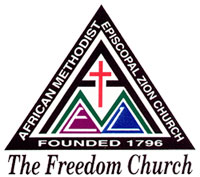 AFRICAN METHODIST
EPISCOPAL ZION CHURCH
FOUNDED 1796
The Freedom Church